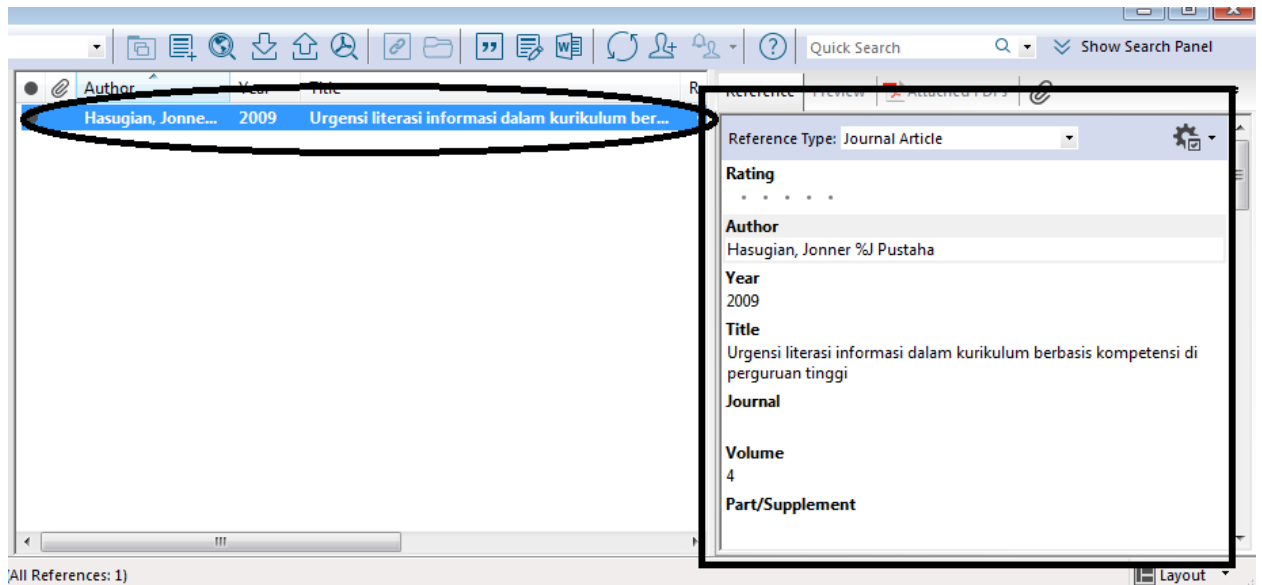 Quick Search
Show Search Panel
Author Year Title R
Reference Preview Attached PDFs
Hasugian, Jonne... 2009 Urgensi literasi informasi dalam kurikulum ber...
Reference Type: Journal Article
Rating
Author
Hasugian, Jonner %J Pustaha
Year
2009
Title
Urgensi literasi informasi dalam kurikulum berbasis kompetensi di
perguruan tinggi
Journal
Volume
4
Part/Supplement
All References: 1)
Layout